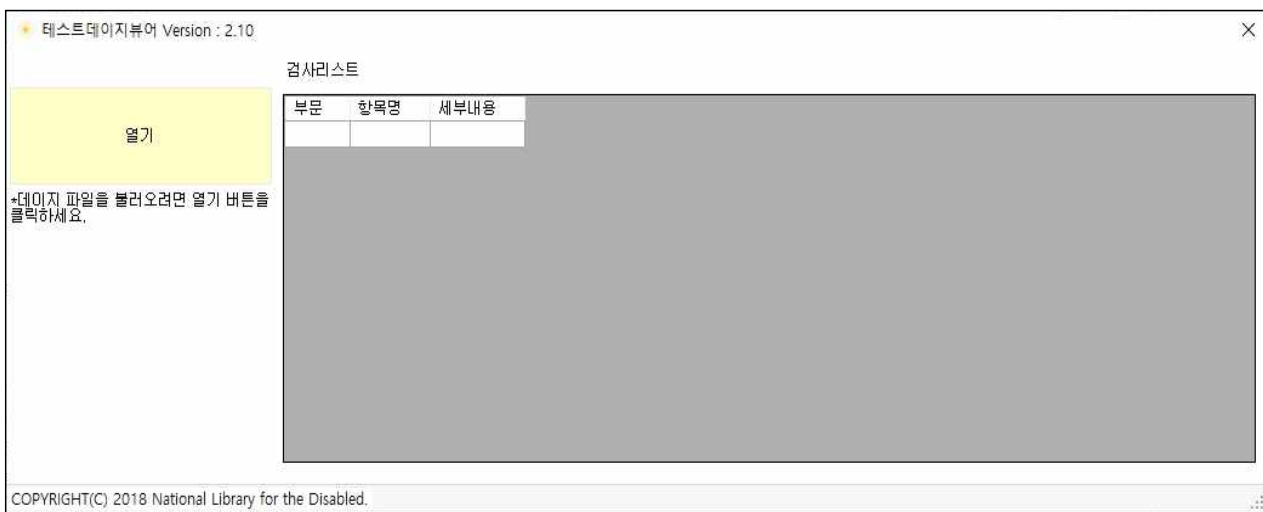 테스트데이지뷰어 Version : 2.10
검사리스트
부문 항목명 세부내용
열기
*데이지 파일을 불러오려면 열기 버튼을
클릭하세요.
COPYRIGHT(C) 2018 National Library for the Disabled.